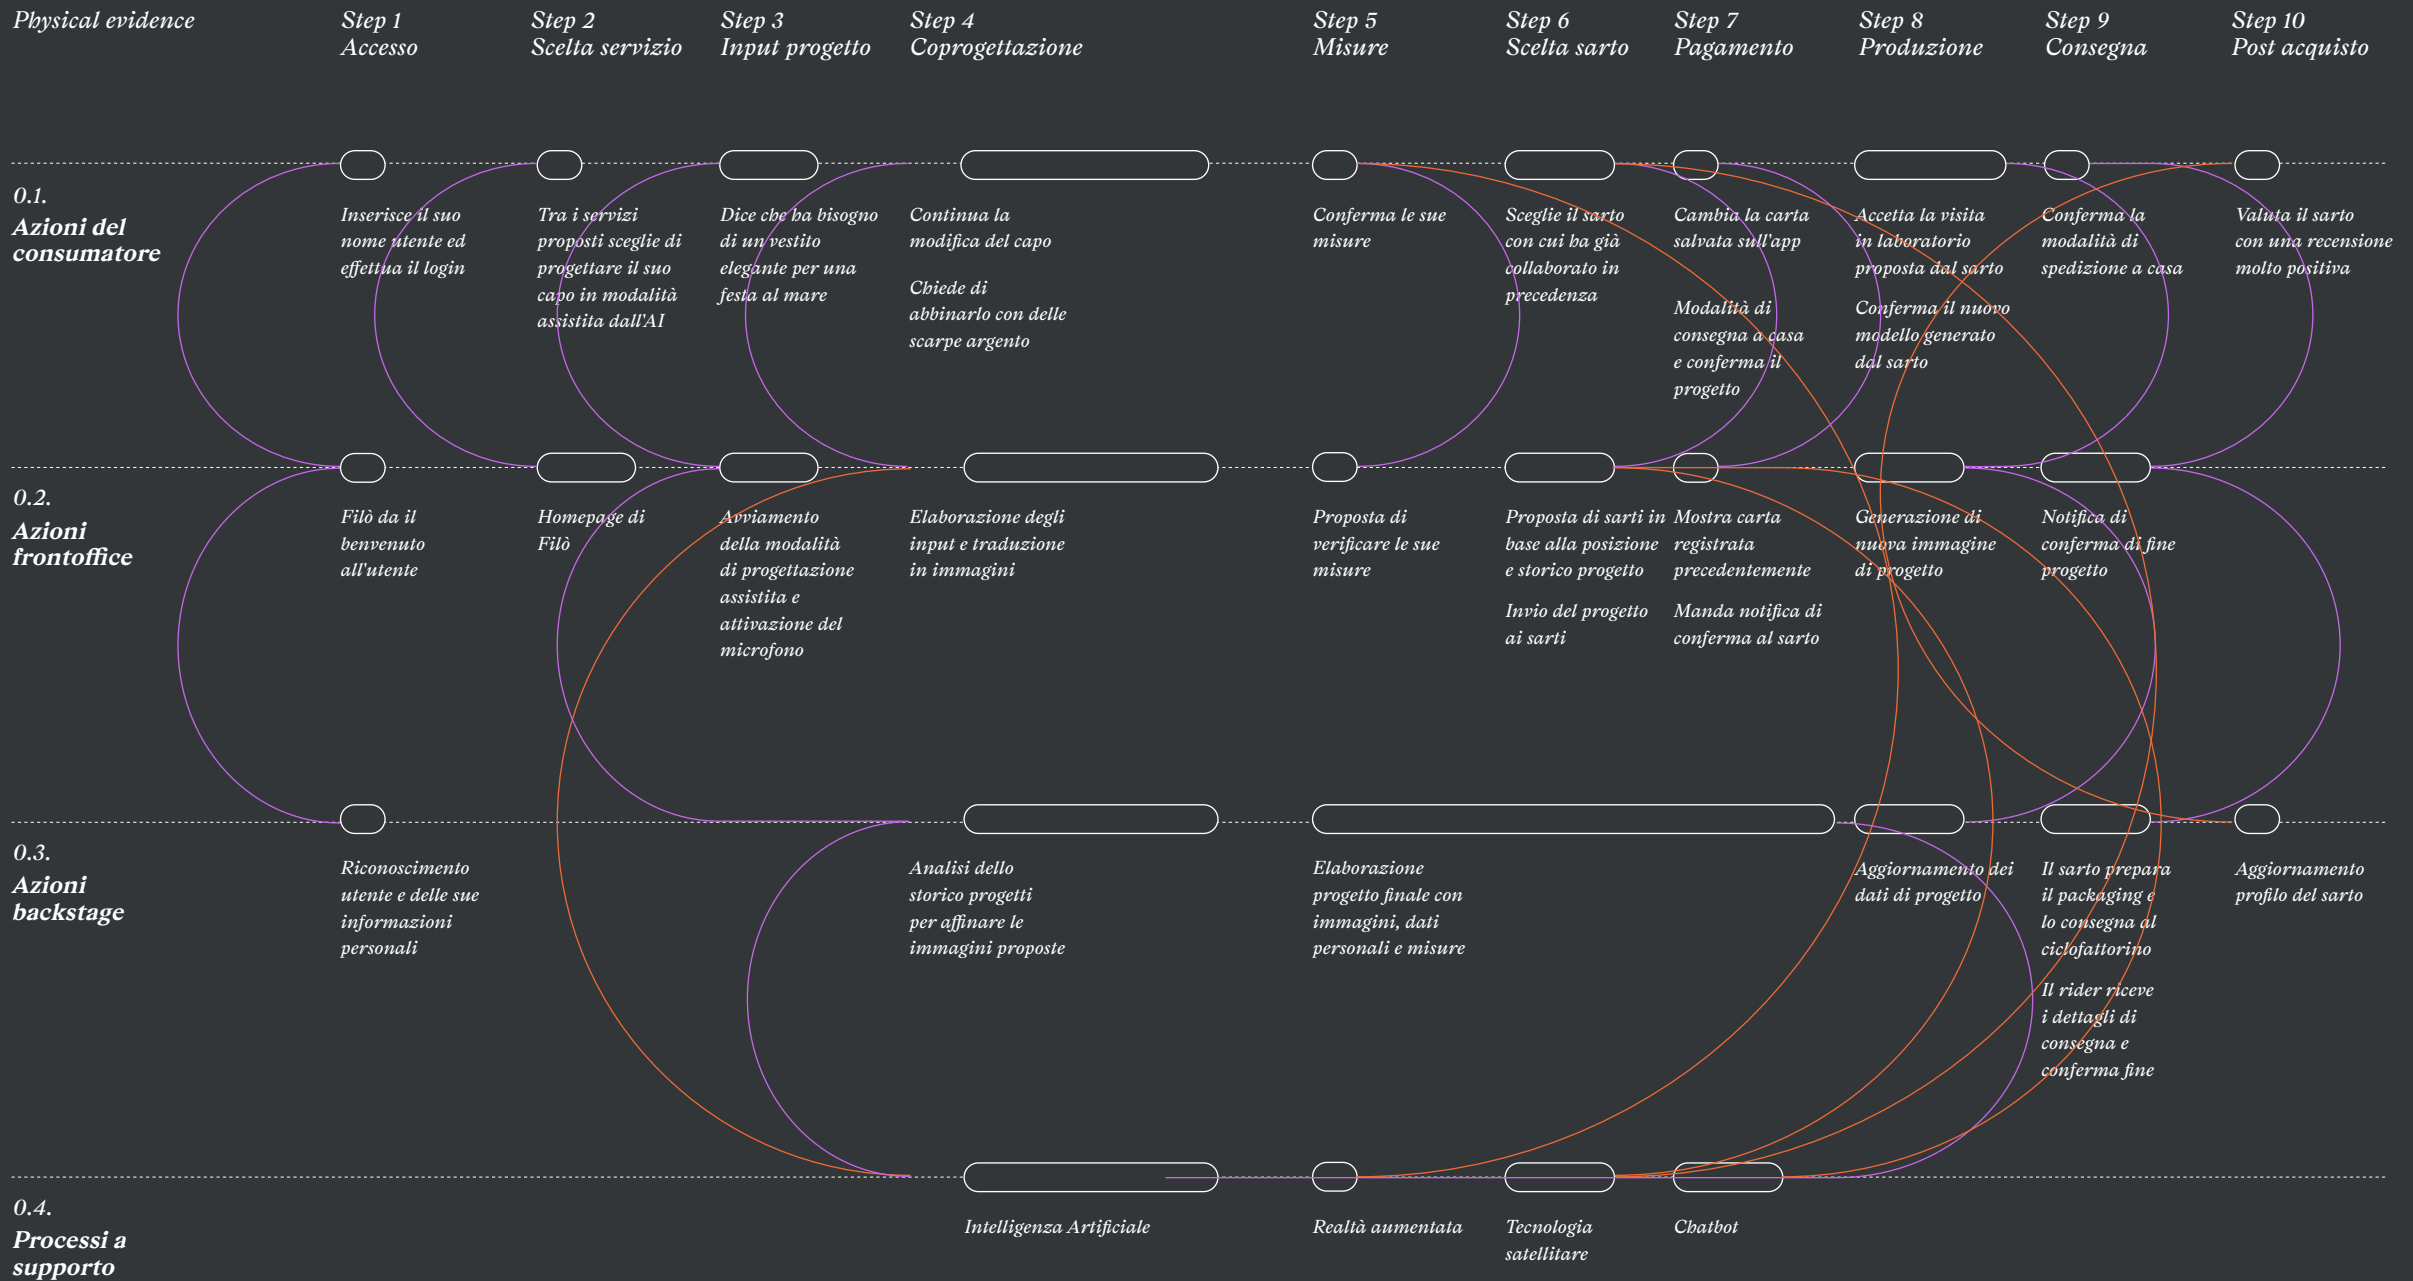 Physical evidence
Step 1
Accesso
Step 2
Scelta servizio
Step 3
Input progetto
Step 4
Coprogettazione
Step 5
Misure
Step 6
Scelta sarto
Step 7
Pagamento
Step 8
Produzione
Step 9
Consegna
Step 10
Post acquisto
0.1.
Azioni del
consumatore
Inserisce il suo
nome utente ed
effettua il login
Tra i servizi
proposti sceglie di
progettare il suo
capo in modalità
assistita dall'AI
Dice che ha bisogno
di un vestito
elegante per una
festa al mare
Continua la
modifica del capo
Chiede di
abbinarlo con delle
scarpe argento
Conferma le sue
misure
Sceglie il sarto
con cui ha già
collaborato in
precedenza
Cambia la carta
salvata sull'app
Modalità di
consegna a casa
e conferma il
progetto
Accetta la visita
in laboratorio
proposta dal sarto
Conferma il nuovo
modello generato
dal sarto
Conferma la
modalità di
spedizione a casa
Valuta il sarto
con una recensione
molto positiva
0.2.
Azioni
frontoffice
Filò da il
benvenuto
all'utente
Homepage di
Filò
Avviamento
della modalità
di progettazione
assistita e
attivazione del
microfono
Elaborazione degli
input e traduzione
in immagini
Proposta di
verificare le sue
misure
Proposta di sarti in
base alla posizione
e storico progetto
Invio del progetto
ai sarti
Mostra carta
registrata
precedentemente
Manda notifica di
conferma al sarto
Generazione di
nuova immagine
di progetto
Notifica di
conferma di fine
progetto
0.3.
Azioni
backstage
Riconoscimento
utente e delle sue
informazioni
personali
Analisi dello
storico progetti
per affinare le
immagini proposte
Elaborazione
progetto finale con
immagini, dati
personali e misure
Aggiornamento dei
dati di progetto
Il sarto prepara
il packaging e
lo consegna al
ciclofattorino
Il rider riceve
i dettagli di
consegna e
conferma fine
Aggiornamento
profilo del sarto
0.4.
Processi a
supporto
Intelligenza Artificiale
Realtà aumentata
Tecnologia
satellitare
Chatbot